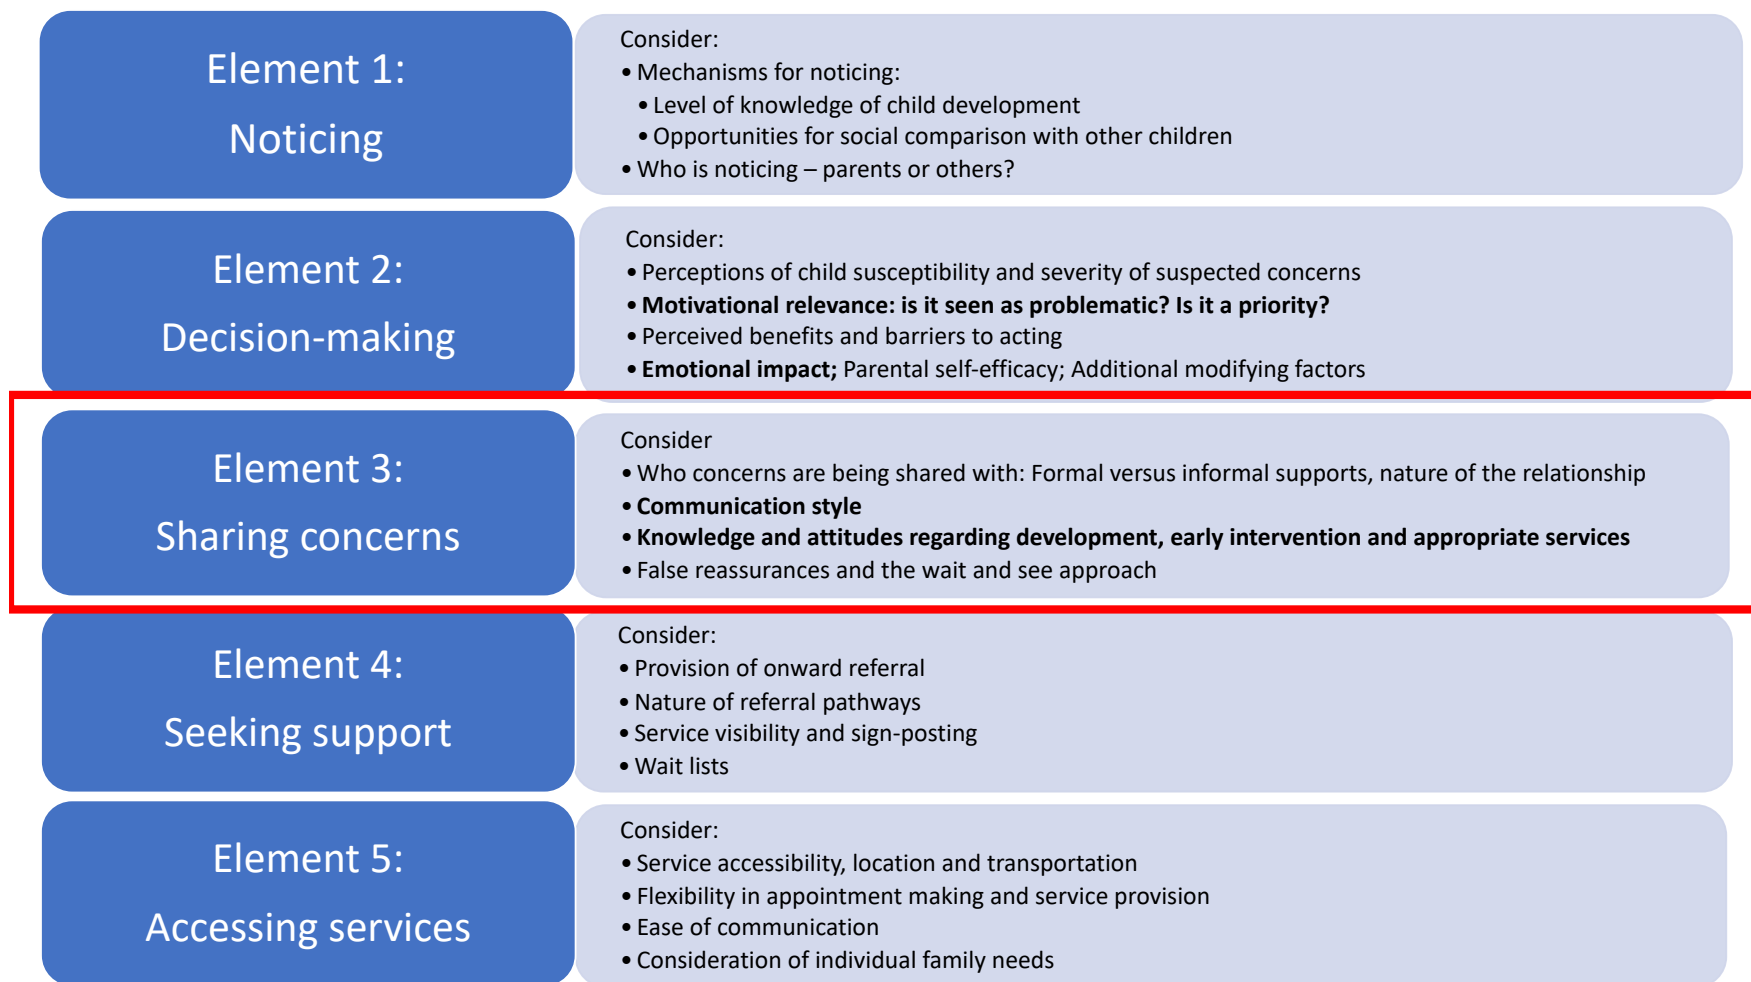 Element 1:
Noticing
Consider:
• Mechanisms for noticing:
• Level of knowledge of child development
• Opportunities for social comparison with other children
• Who is noticing – parents or others?
Element 2:
Decision-making
Consider:
• Perceptions of child susceptibility and severity of suspected concerns
• Motivational relevance: is it seen as problematic? Is it a priority?
• Perceived benefits and barriers to acting
• Emotional impact; Parental self-efficacy; Additional modifying factors
Element 3:
Sharing concerns
Consider
• Who concerns are being shared with: Formal versus informal supports, nature of the relationship
• Communication style
• Knowledge and attitudes regarding development, early intervention and appropriate services
• False reassurances and the wait and see approach
Element 4:
Seeking support
Consider:
• Provision of onward referral
• Nature of referral pathways
• Service visibility and sign-posting
• Wait lists
Element 5:
Accessing services
Consider:
• Service accessibility, location and transportation
• Flexibility in appointment making and service provision
• Ease of communication
• Consideration of individual family needs